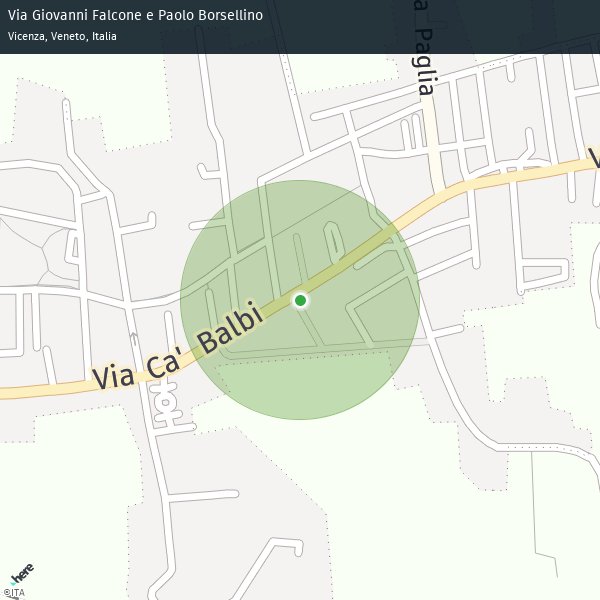 Via Giovanni Falcone e Paolo Borsellino
Vicenza, Veneto, Italia
a Paglia
V
Via Ca' Balbi
here
©ITA